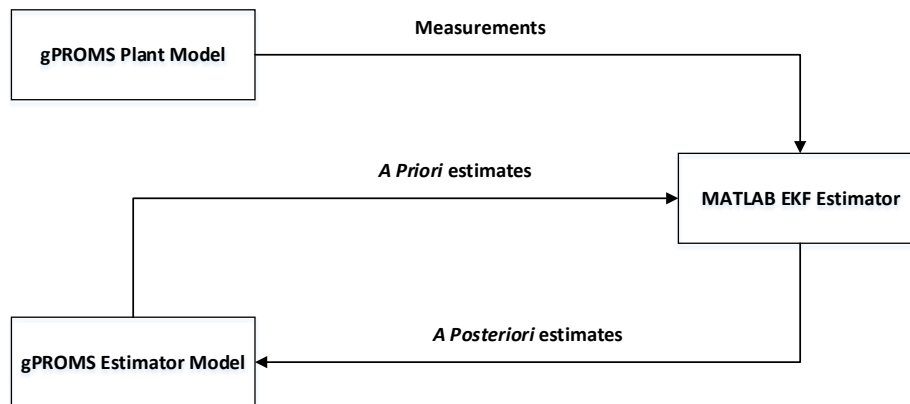 Measurements
gPROMS Plant Model
A Priori estimates
MATLAB EKF Estimator
A Posteriori estimates
gPROMS Estimator Model